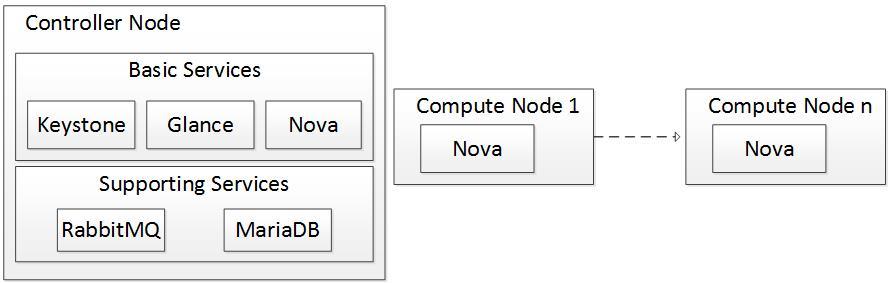 Controller Node
Basic Services
Keystone
Glance
Nova
Supporting Services
RabbitMQ
MariaDB
Compute Node 1
Nova
Compute Node n
Nova